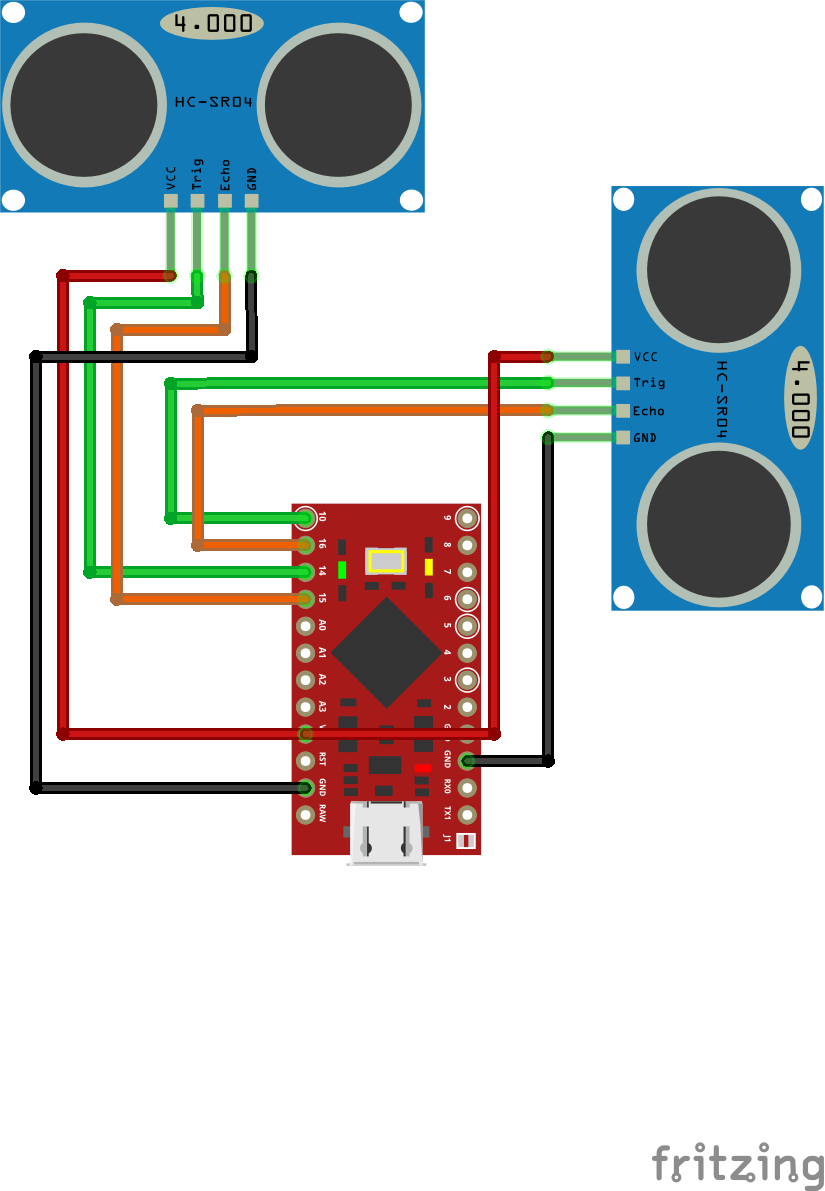 4.000
HC-SR04
VCC
Trig
Echo
GND
VCC
Trig
Echo
GND
HC-SR04
4.000
10
16
14
15
A0
A1
A2
A3
RST
GND
RAW
9
8
7
6
5
4
3
2
GND
RX0
TX1
J1
fritzing